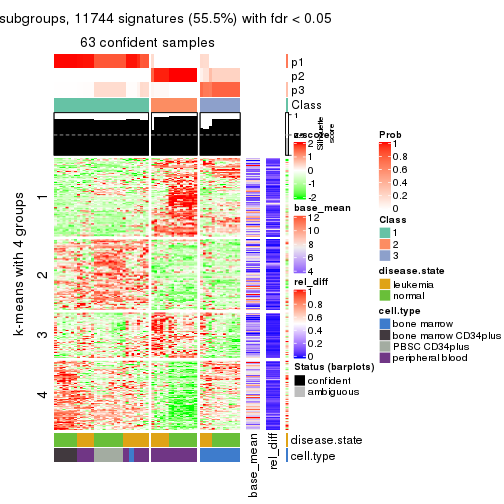 subgroups, 11744 signatures (55.5%) with fdr < 0.05
63 confident samples
p1
p2
p3
Class
1
Silhouette
score
k-means with 4 groups
1
2
3
4
base_mean
rel_diff
disease.state
cell.type
z-score
2
1
0
-1
-2
base_mean
12
10
8
6
4
rel_diff
1
0.8
0.6
0.4
0.2
0
Status (barplots)
confident
ambiguous
Prob
1
0.8
0.6
0.4
0.2
0
Class
1
2
3
disease.state
leukemia
normal
cell.type
bone marrow
bone marrow CD34plus
PBSC CD34plus
peripheral blood